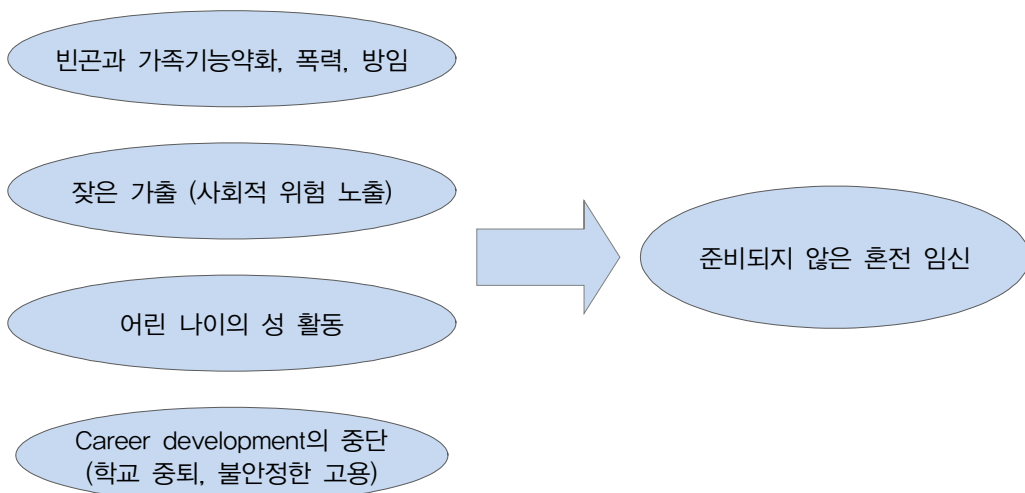 빈곤과 가족기능약화, 폭력, 방임
잦은 가출 (사회적 위험 노출)
준비되지 않은 혼전 임신
어린 나이의 성 활동
Career development의 중단
(학교 중퇴, 불안정한 고용)